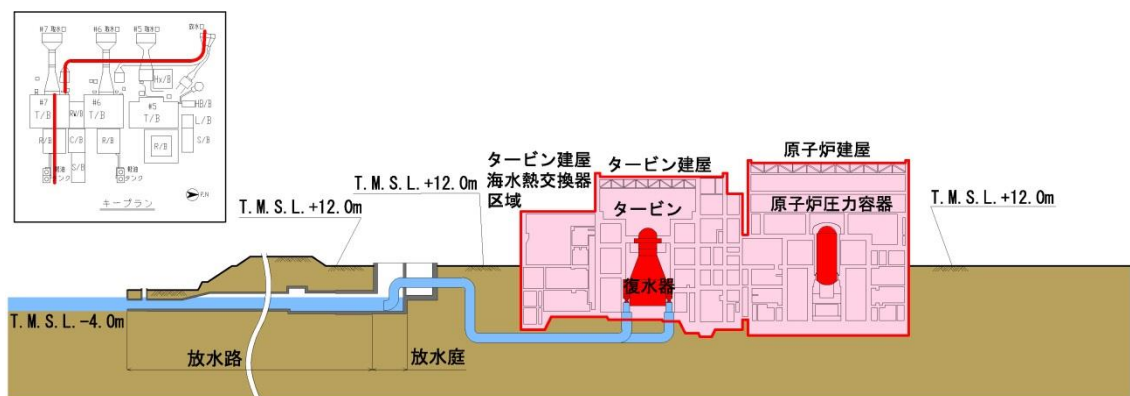 #7 取水口
#6 取水口
#5 取水口
放水口
Hx/B
#7
T/B
RW/B
#6
T/B
#5
T/B
HB/B
L/B
S/B
R/B
C/B
R/B
R/B
S/B
軽油
タンク
軽油
タンク
P.N
キープラン
T.M.S.L.+12.0m
T.M.S.L.+12.0m
タービン建屋
海水熱交換器
区域
タービン建屋
タービン
復水器
原子炉建屋
原子炉圧力容器
T.M.S.L.+12.0m
T.M.S.L.-4.0m
放水路
放水庭